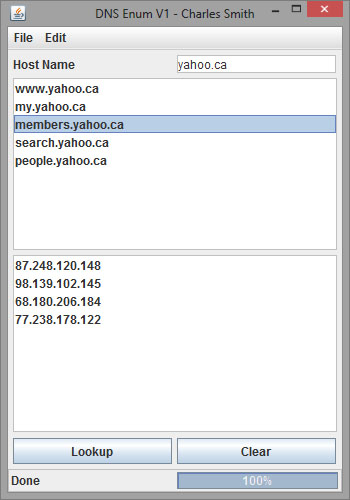 DNS Enum V1 - Charles Smith
File Edit
Host Name yahoo.ca
www.yahoo.ca
my.yahoo.ca
members.yahoo.ca
search.yahoo.ca
people.yahoo.ca
87.248.120.148
98.139.102.145
68.180.206.184
77.238.178.122
Lookup Clear
Done 100%